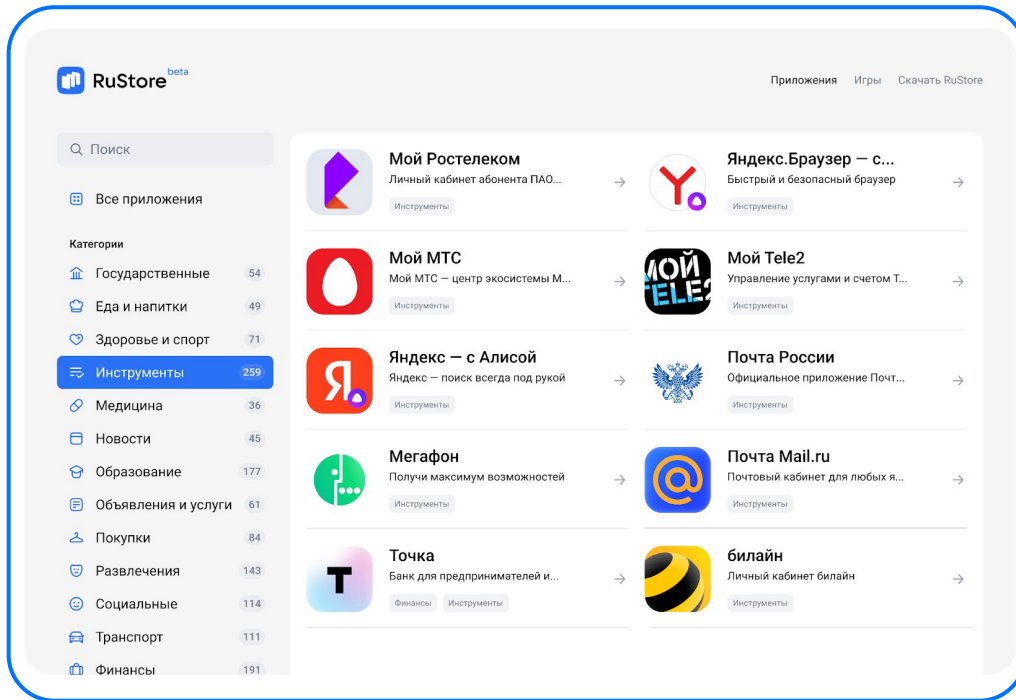 RuStore beta
Приложения Игры Скачать RuStore
Поиск
Все приложения
Категории
Государственные 54
Еда и напитки 49
Здоровье и спорт 71
Инструменты 259
Медицина 36
Новости 45
Образование 177
Объявления и услуги 61
Покупки 84
Развлечения 143
Социальные 114
Транспорт 111
Финансы 191
Мой Ростелеком
Личный кабинет абонента ПАО...
Инструменты
Яндекс.Браузер — с...
Быстрый и безопасный браузер
Инструменты
Мой МТС
Мой МТС — центр экосистемы М...
Инструменты
МОЙ
TELE2
Мой Tele2
Управление услугами и счетом Т...
Инструменты
Я
Яндекс — с Алисой
Яндекс — поиск всегда под рукой
Инструменты
Почта России
Официальное приложение Почт...
Инструменты
Мегафон
Получи максимум возможностей
Инструменты
@
Почта Mail.ru
Почтовый кабинет для любых я...
Инструменты
Т
Точка
Банк для предпринимателей и...
Финансы Инструменты
билайн
Личный кабинет билайн
Инструменты